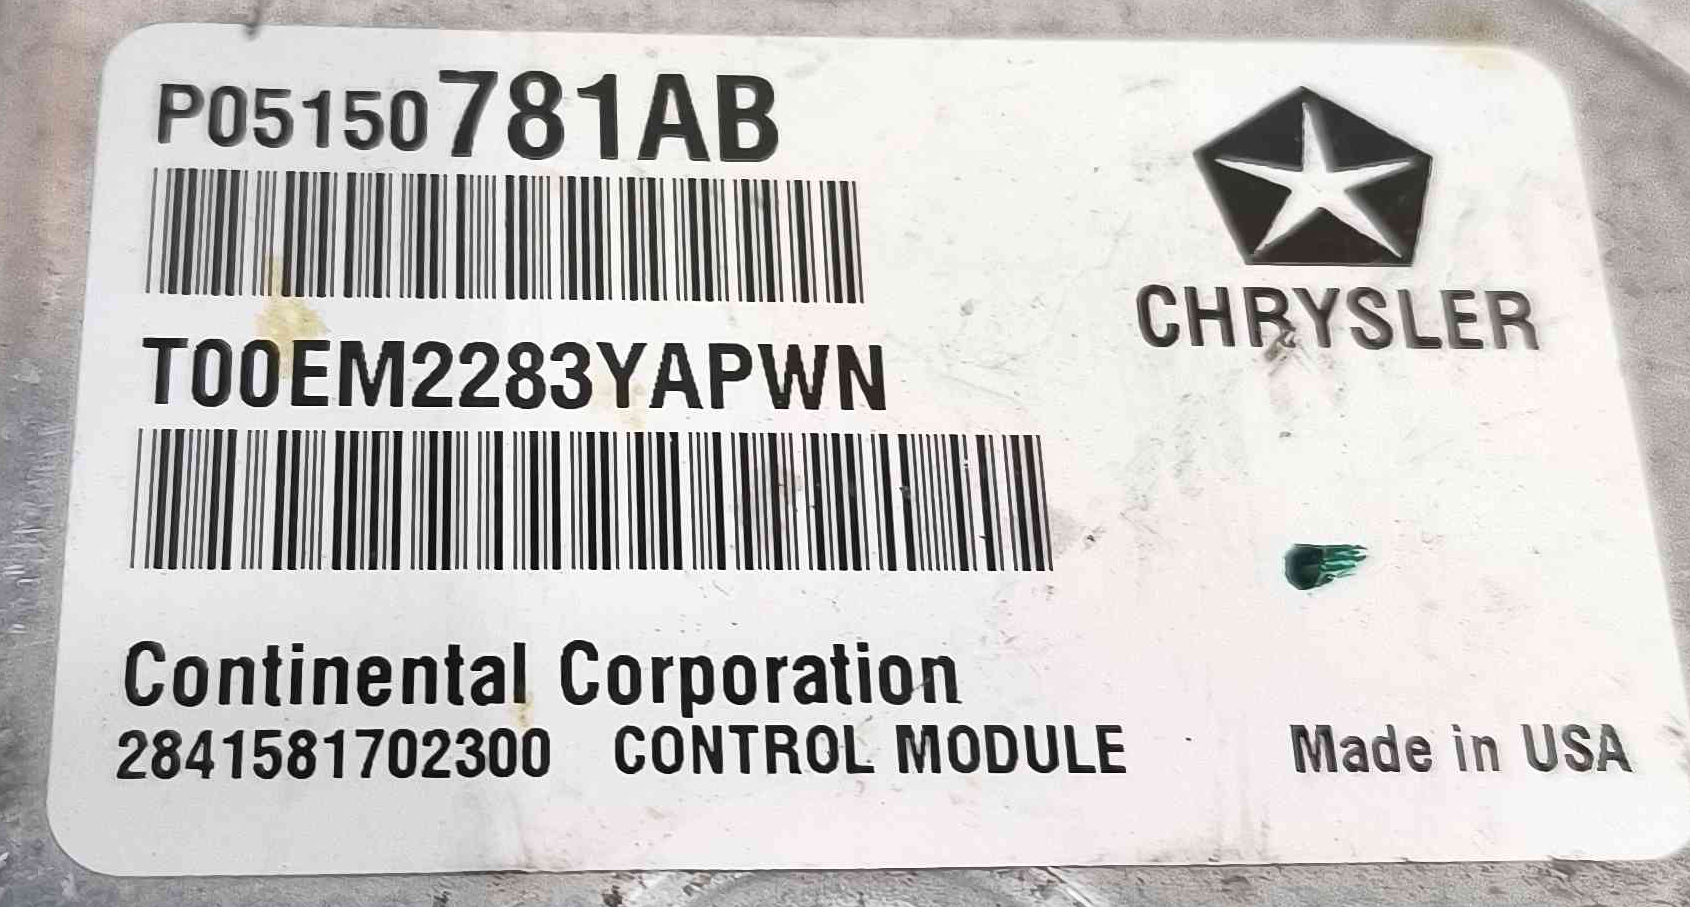 P05150781AB
CHRYSLER
T00EM2283YAPWN
Continental Corporation
2841581702300 CONTROL MODULE Made in USA